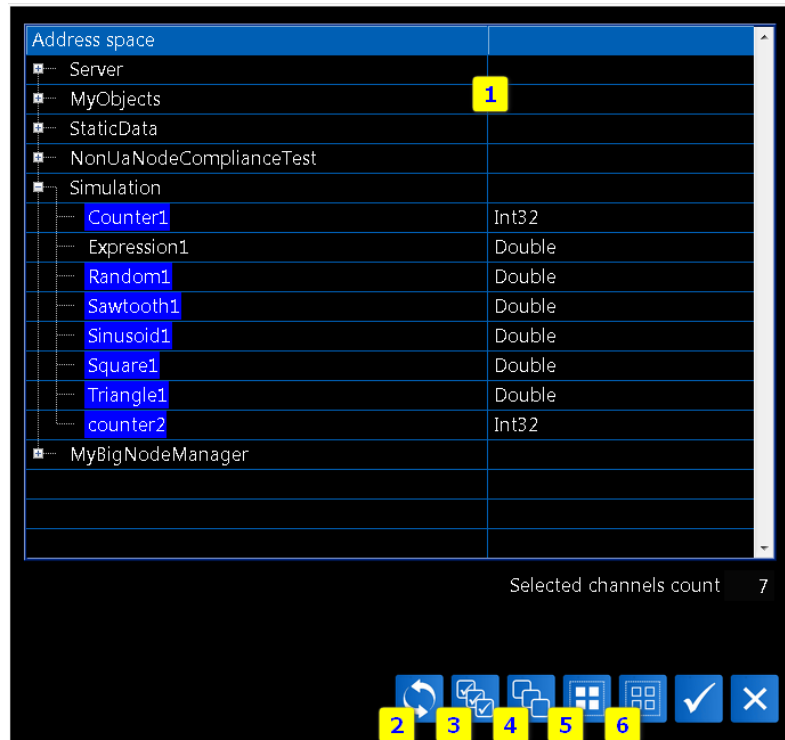 Address space
Server
1
MyObjects
StaticData
NonUaNodeComplianceTest
Simulation
Counter1 Int32
Expression1 Double
Random1 Double
Sawtooth1 Double
Sinusoid1 Double
Square1 Double
Triangle1 Double
counter2 Int32
MyBigNodeManager
Selected channels count 7
2 3 4 5 6